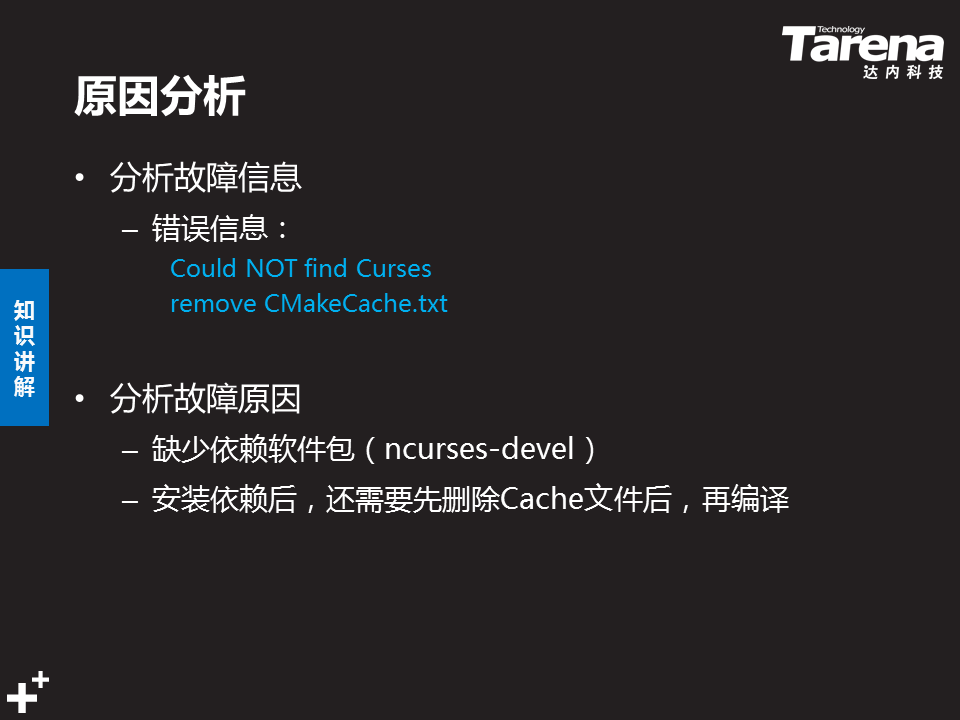 Technology
Tarena
达内科技
原因分析
• 分析故障信息
– 错误信息：
Could NOT find Curses
remove CMakeCache.txt
知识讲解
• 分析故障原因
– 缺少依赖软件包（ncurses-devel）
– 安装依赖后，还需要先删除Cache文件后，再编译